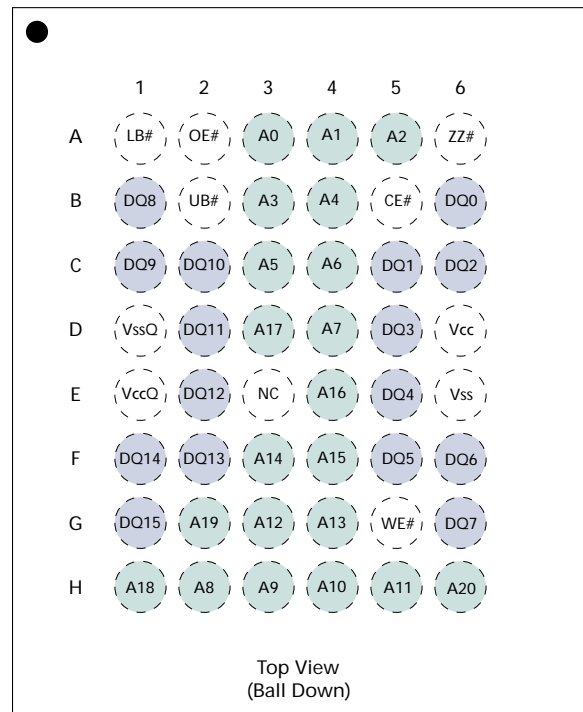 1 2 3 4 5 6
A LB# OE# A0 A1 A2 ZZ#
B DQ8 UB# A3 A4 CE# DQ0
C DQ9 DQ10 A5 A6 DQ1 DQ2
D VssQ DQ11 A17 A7 DQ3 Vcc
E VccQ DQ12 NC A16 DQ4 Vss
F DQ14 DQ13 A14 A15 DQ5 DQ6
G DQ15 A19 A12 A13 WE# DQ7
H A18 A8 A9 A10 A11 A20
Top View
(Ball Down)